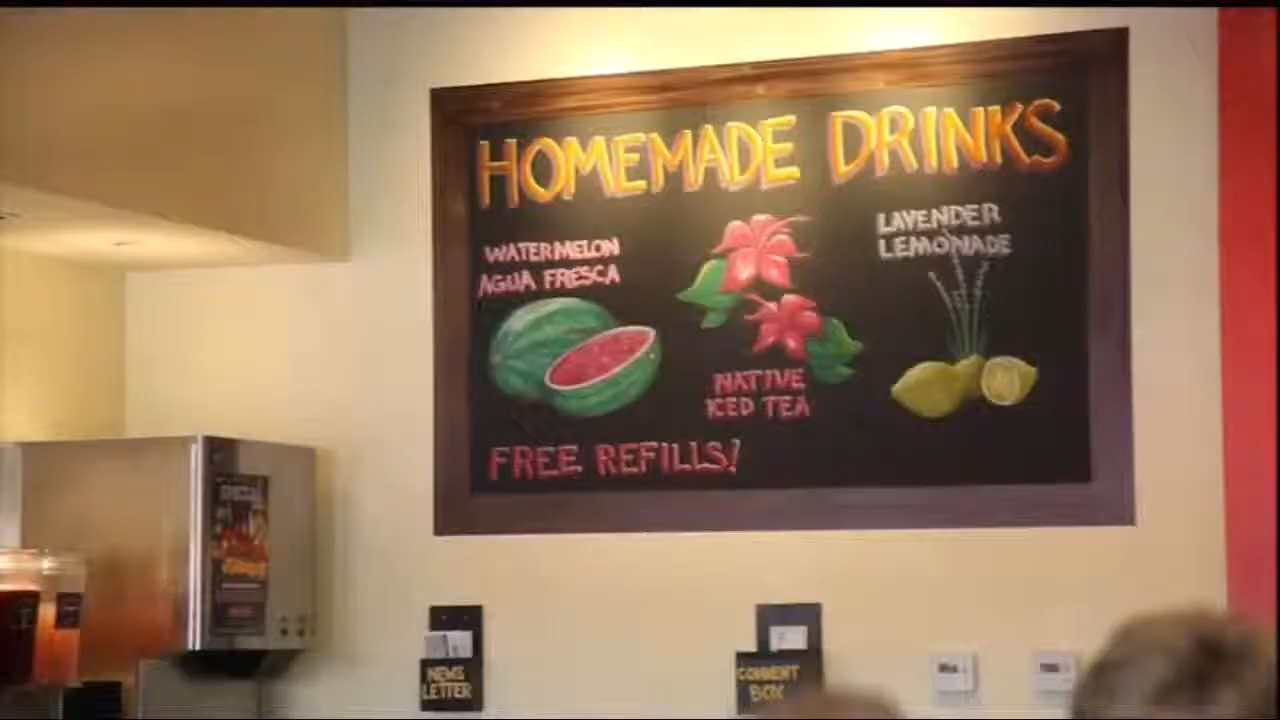 HOMEMADE DRINKS
WATERMELON
AGUA FRESCA
LAVENDER
LEMONADE
NATIVE
ICED TEA
FREE REFILLS!
NEWS
LETTER
COMMENT
BOX